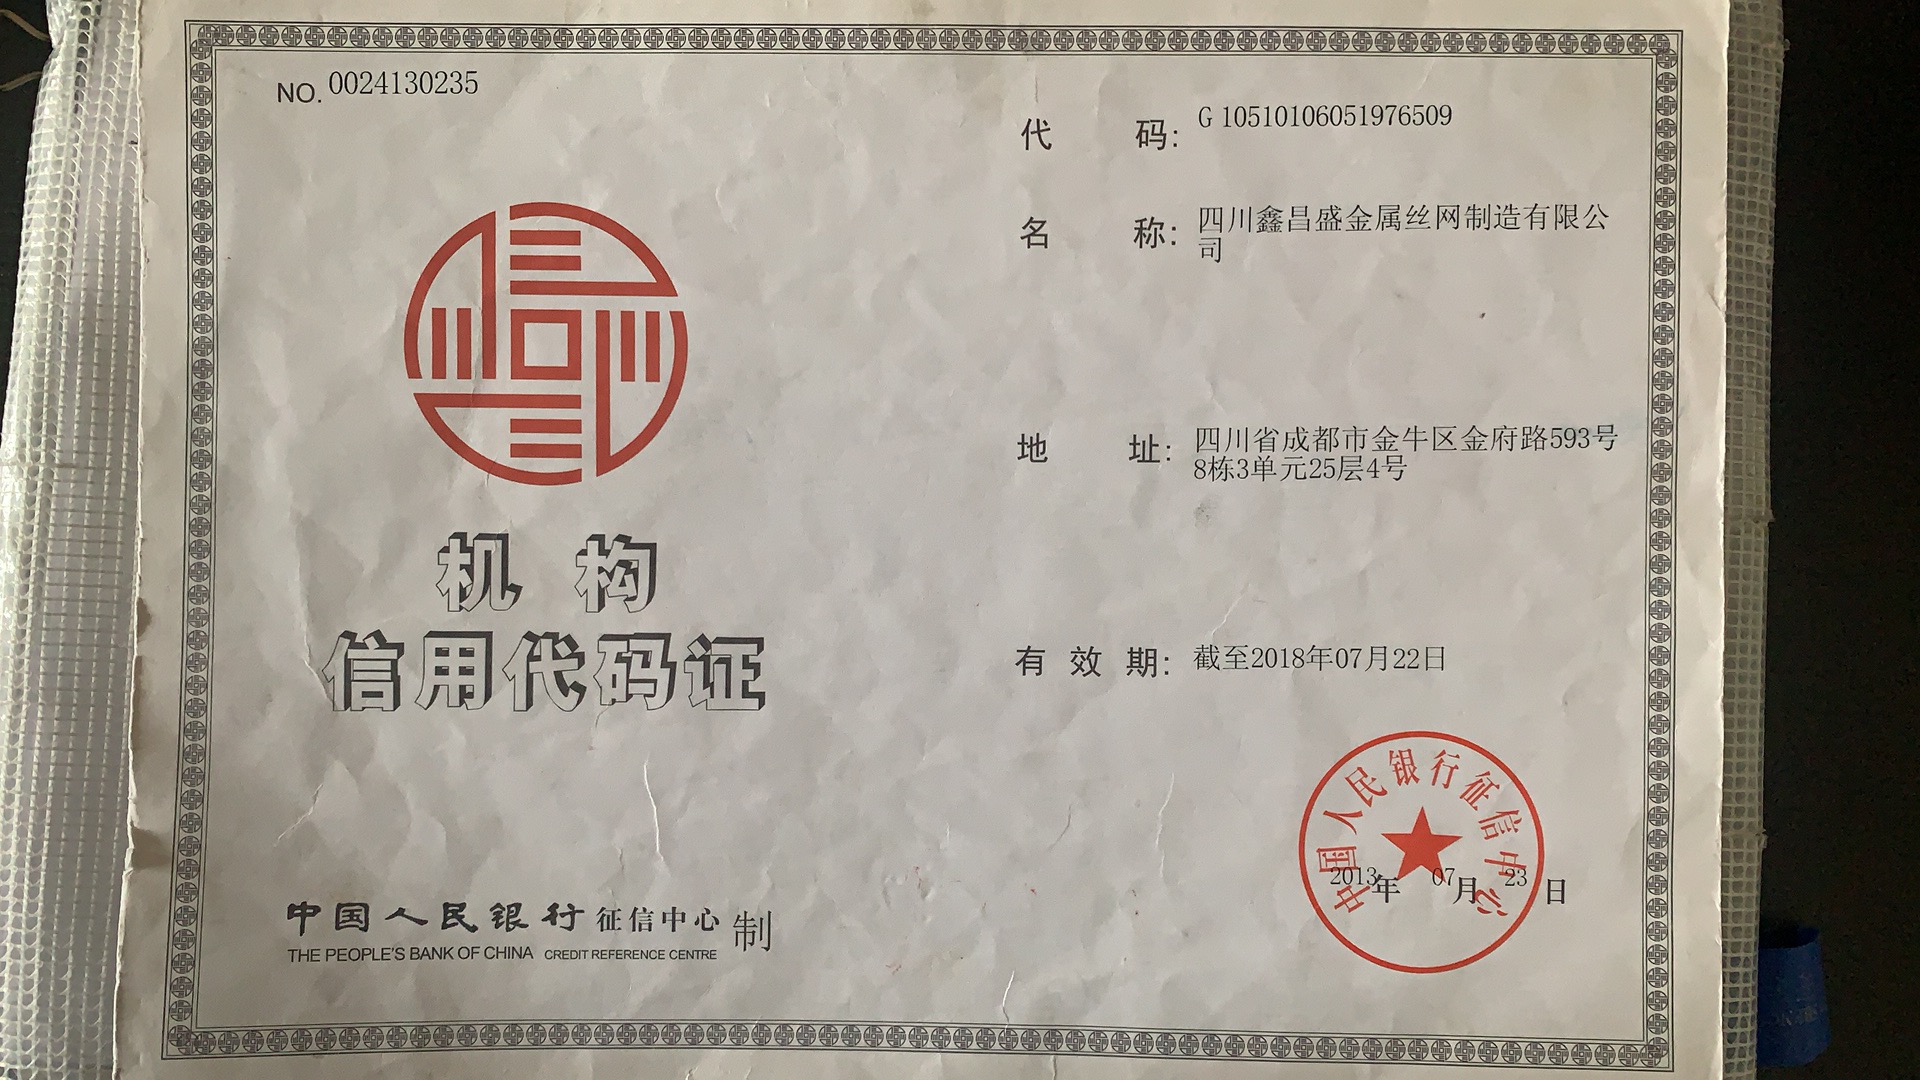 NO. 0024130235
机 构
信用代码证
中国人民银行征信中心 制
THE PEOPLE'S BANK OF CHINA CREDIT REFERENCE CENTRE
代 码: G 10510106051976509
名 称: 四川鑫昌盛金属丝网制造有限公
司
地 址: 四川省成都市金牛区金府路593号
8栋3单元25层4号
有 效 期: 截至2018年07月22日
中国人民银行征信中心
2013年 07月 23日